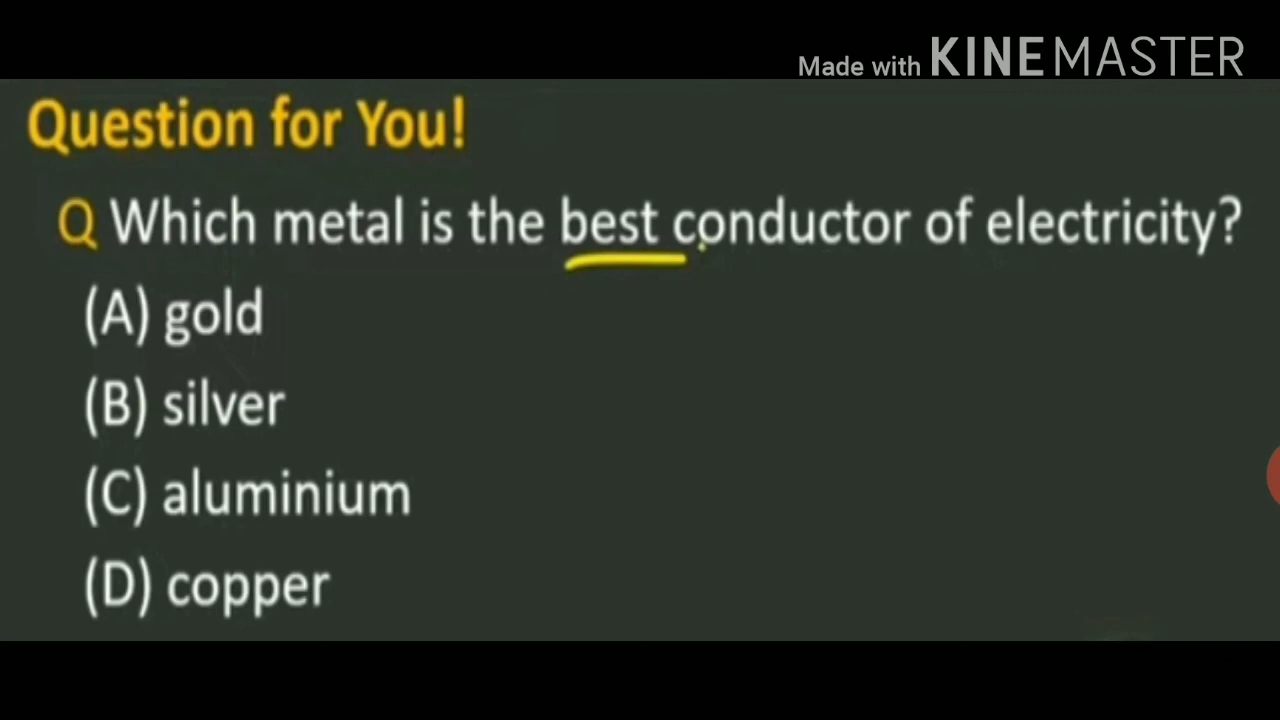 Made with KINEMASTER
Question for You!
Q Which metal is the best conductor of electricity?
(A) gold
(B) silver
(C) aluminium
(D) copper